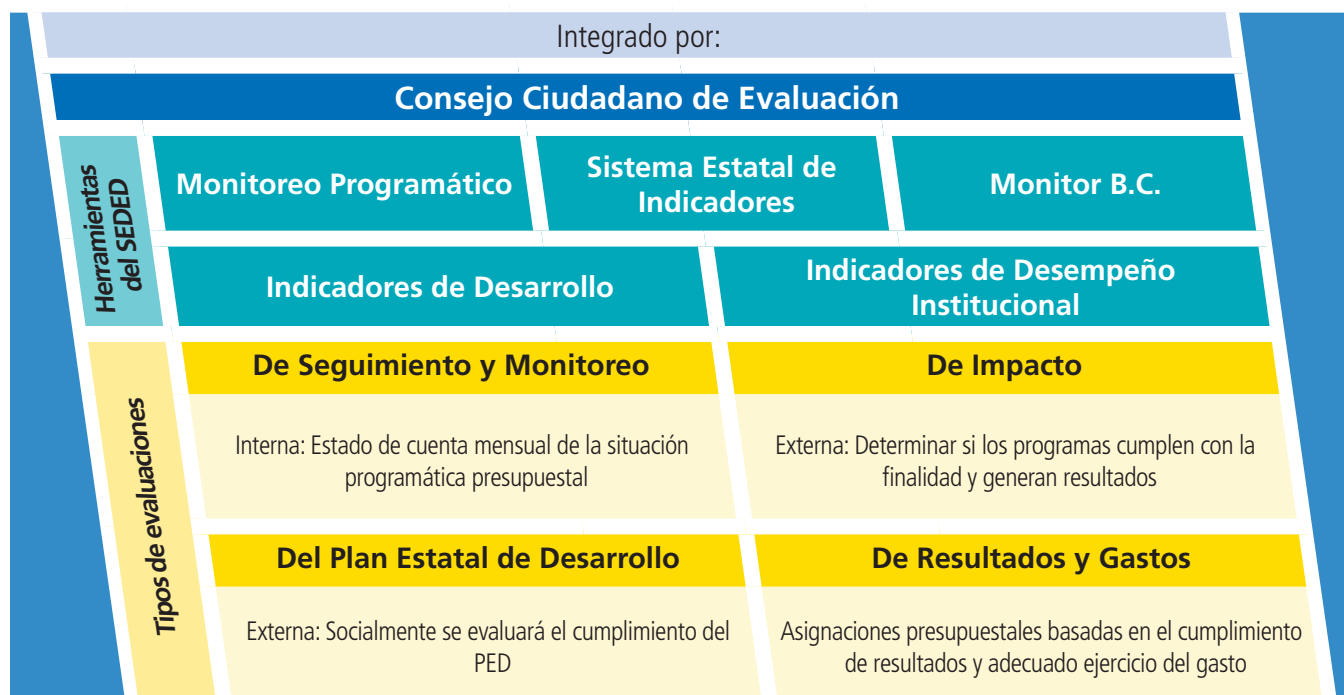 Integrado por:
Consejo Ciudadano de Evaluación
Herramientas
del SEDED
Monitoreo Programático
Sistema Estatal de
Indicadores
Monitor B.C.
Indicadores de Desarrollo
Indicadores de Desempeño
Institucional
Tipos de evaluaciones
De Seguimiento y Monitoreo
Interna: Estado de cuenta mensual de la situación
programática presupuestal
De Impacto
Externa: Determinar si los programas cumplen con la
finalidad y generan resultados
Del Plan Estatal de Desarrollo
Externa: Socialmente se evaluará el cumplimiento del
PED
De Resultados y Gastos
Asignaciones presupuestales basadas en el cumplimiento
de resultados y adecuado ejercicio del gasto